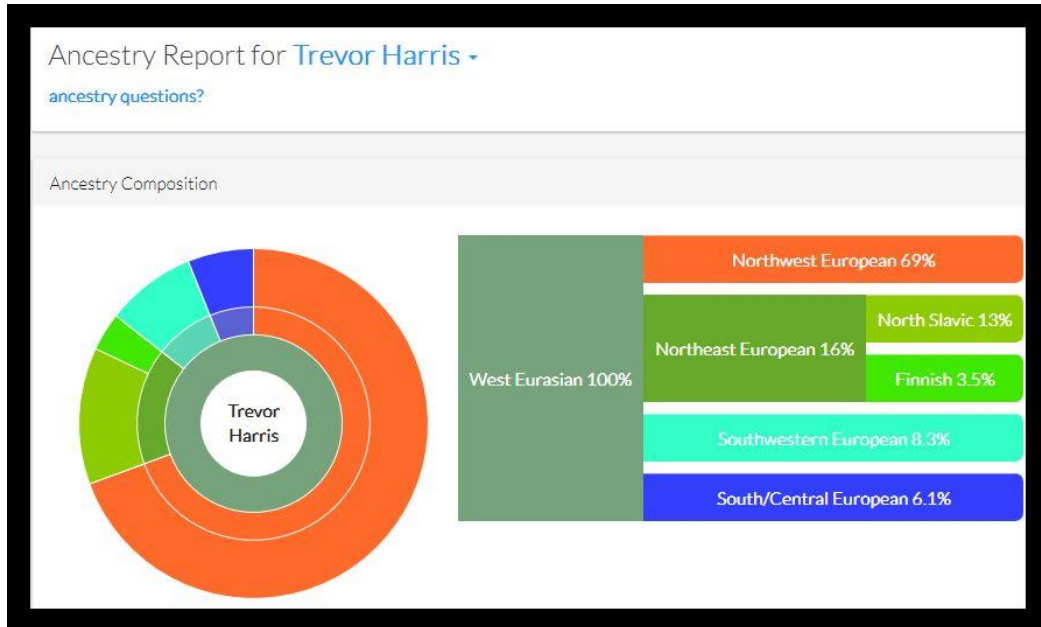 Ancestry Report for Trevor Harris
ancestry questions?
Ancestry Composition
Trevor
Harris
West Eurasian 100%
Northwest European 69%
Northeast European 16%
North Slavic 13%
Finnish 3.5%
Southwestern European 8.3%
South/Central European 6.1%